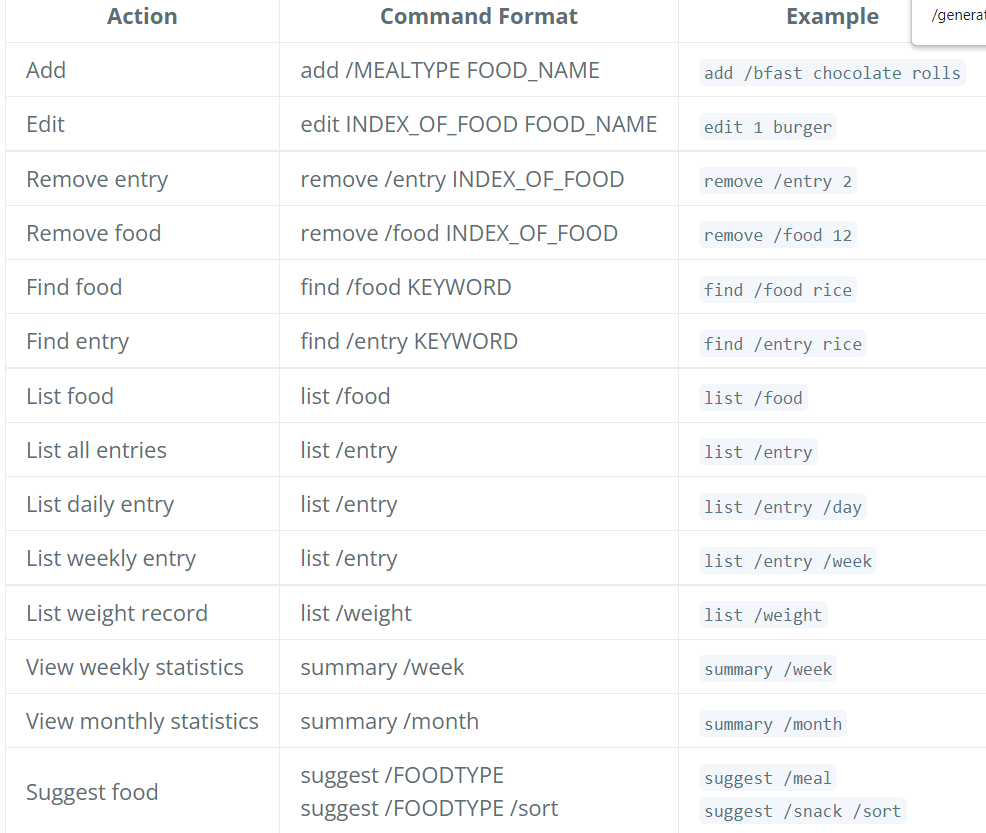 Action Command Format Example
/generat
Add add /MEALTYPE FOOD_NAME add /bfast chocolate rolls
Edit edit INDEX_OF_FOOD FOOD_NAME edit 1 burger
Remove entry remove /entry INDEX_OF_FOOD remove /entry 2
Remove food remove /food INDEX_OF_FOOD remove /food 12
Find food find /food KEYWORD find /food rice
Find entry find /entry KEYWORD find /entry rice
List food list /food list /food
List all entries list /entry list /entry
List daily entry list /entry list /entry /day
List weekly entry list /entry list /entry /week
List weight record list /weight list /weight
View weekly statistics summary /week summary /week
View monthly statistics summary /month summary /month
Suggest food suggest /FOODTYPE suggest /meal
suggest /FOODTYPE /sort suggest /snack /sort